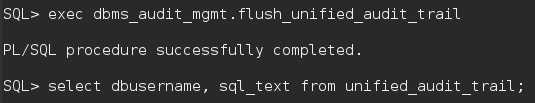 SQL> exec dbms_audit_mgmt.flush_unified_audit_trail
PL/SQL procedure successfully completed.
SQL> select dbusername, sql_text from unified_audit_trail;